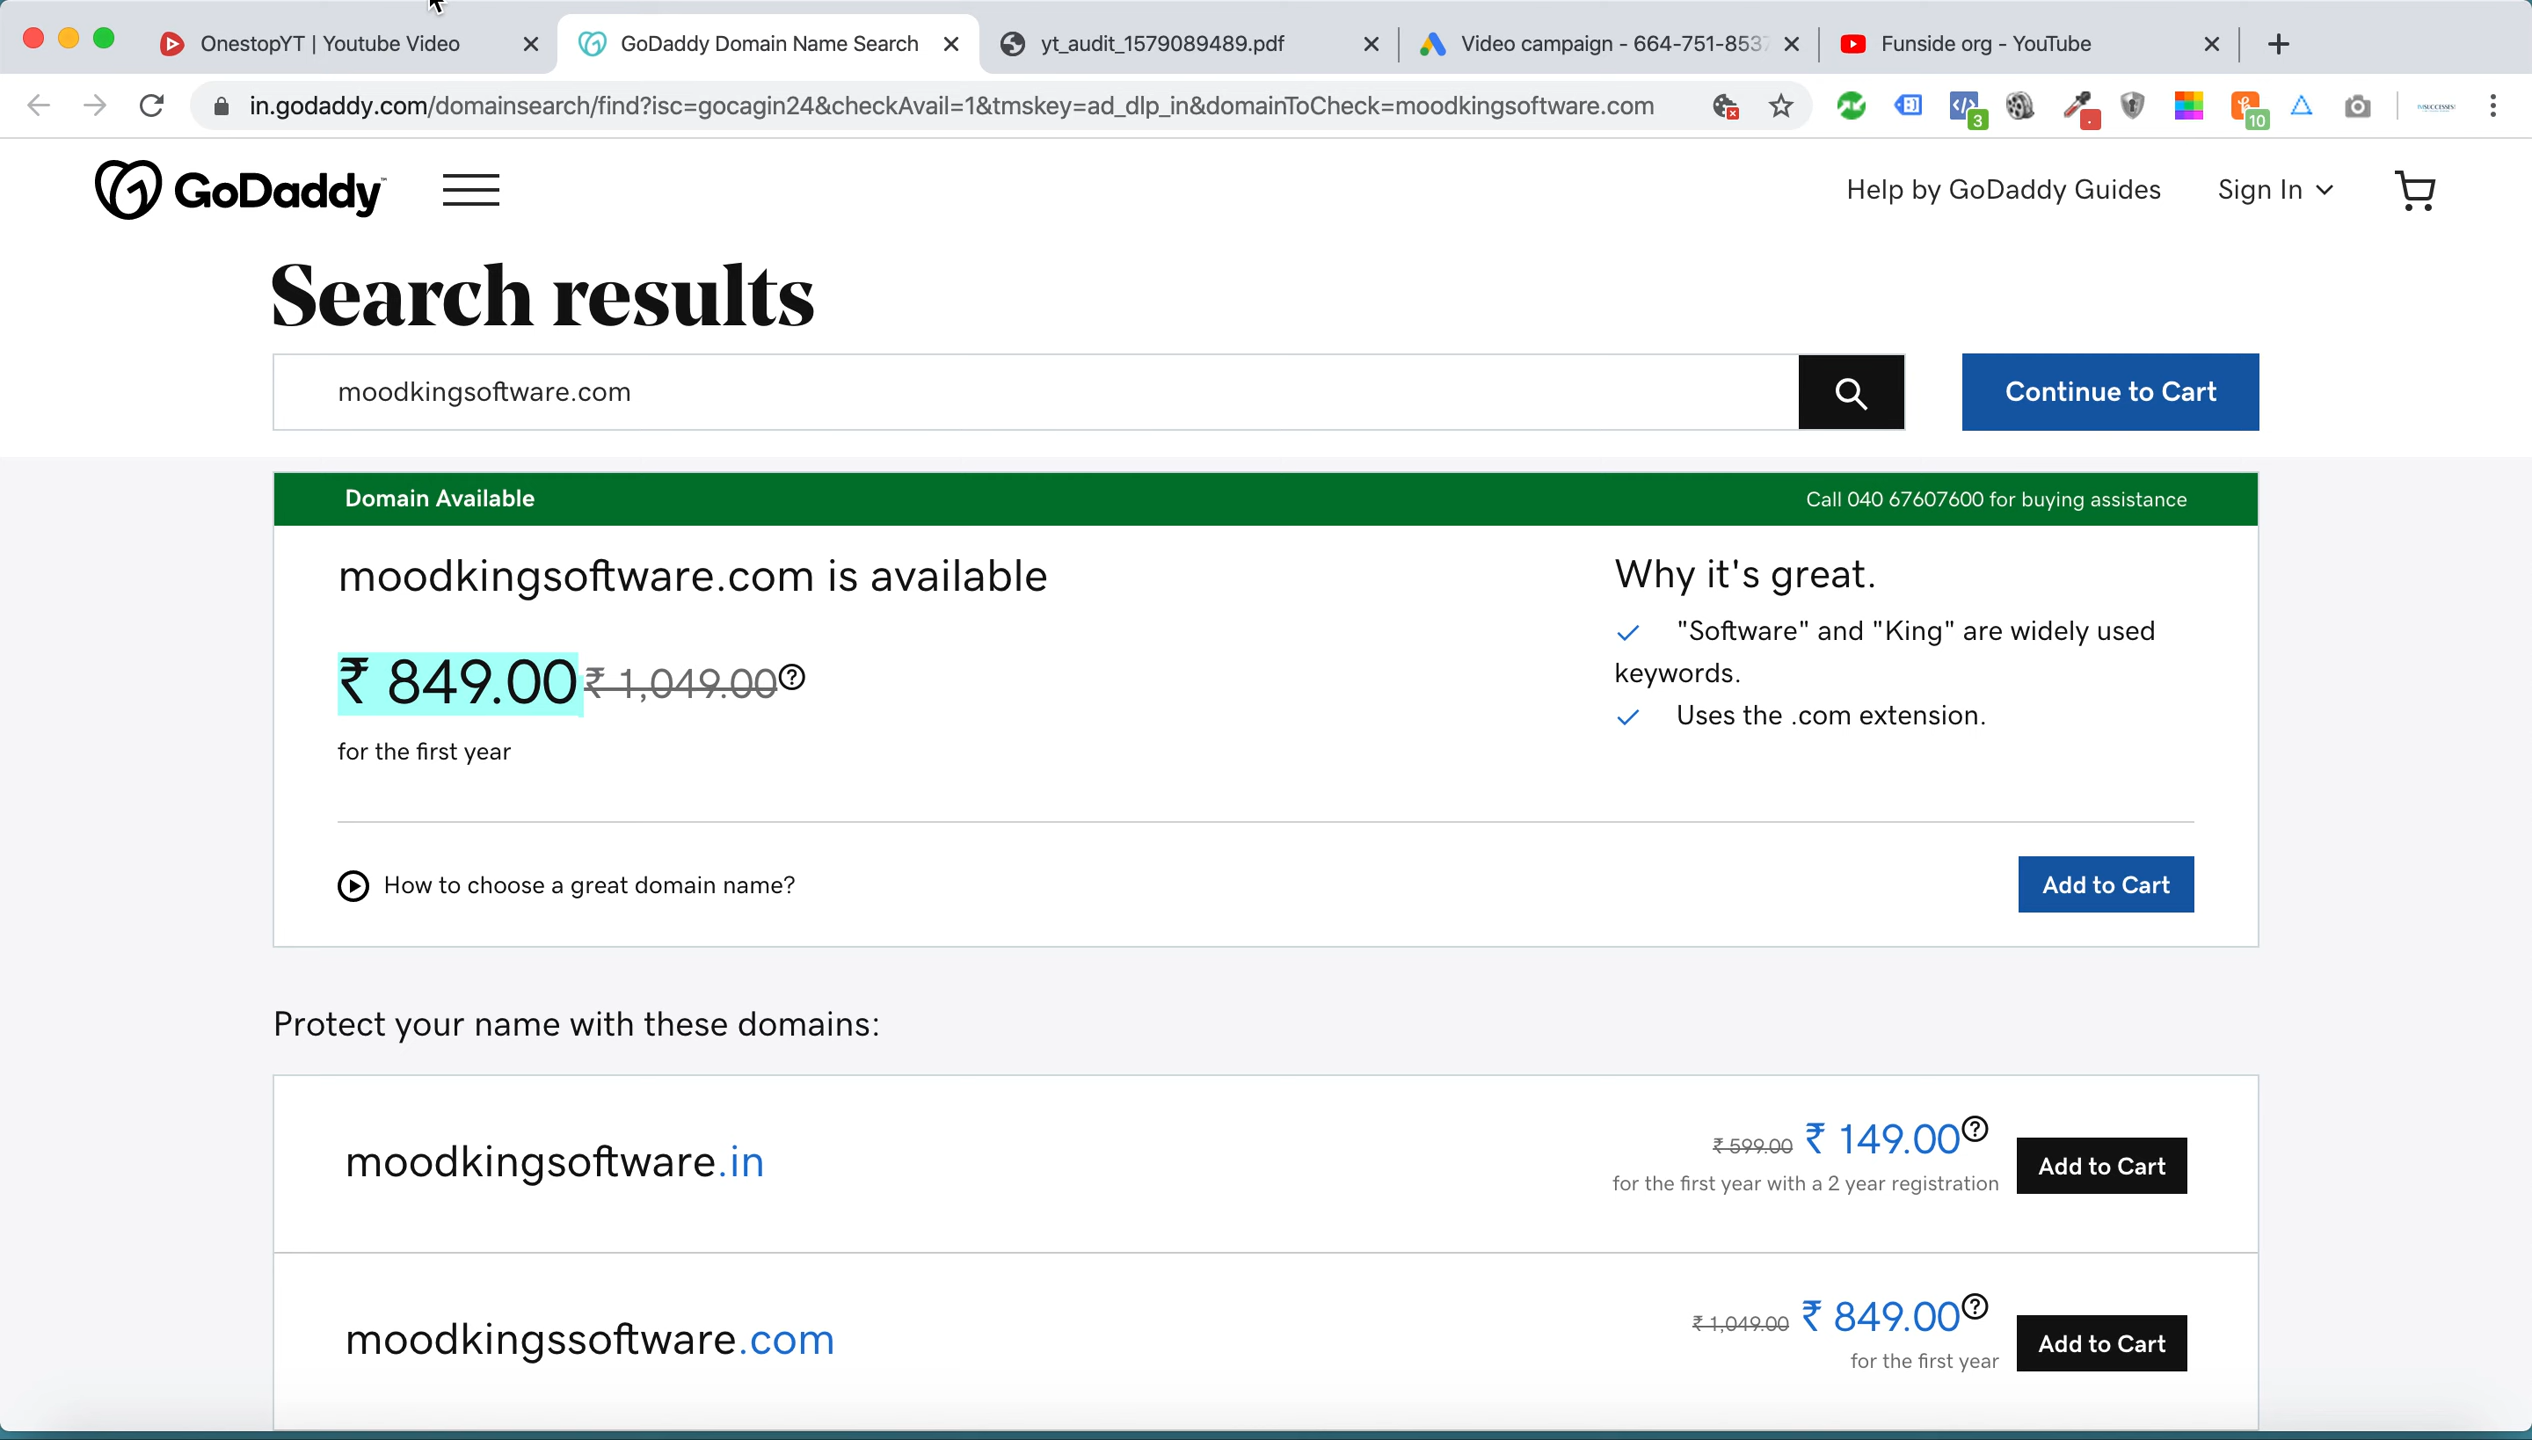 OnestopYT | Youtube Video
GoDaddy Domain Name Search
yt_audit_1579089489.pdf
Video campaign - 664-751-8537
Funside org - YouTube
in.godaddy.com/domainsearch/find?isc=gocagin24&checkAvail=1&tmskey=ad_dlp_in&domainToCheck=moodkingsoftware.com
3
10
GoDaddy
Help by GoDaddy Guides
Sign In
Search results
moodkingsoftware.com
Continue to Cart
Domain Available
Call 040 67607600 for buying assistance
moodkingsoftware.com is available
₹ 849.00 ₹ 1,049.00
for the first year
Why it's great.
"Software" and "King" are widely used
keywords.
Uses the .com extension.
How to choose a great domain name?
Add to Cart
Protect your name with these domains:
moodkingsoftware.in
₹ 599.00 ₹ 149.00
for the first year with a 2 year registration
Add to Cart
moodkingssoftware.com
₹ 1,049.00 ₹ 849.00
for the first year
Add to Cart